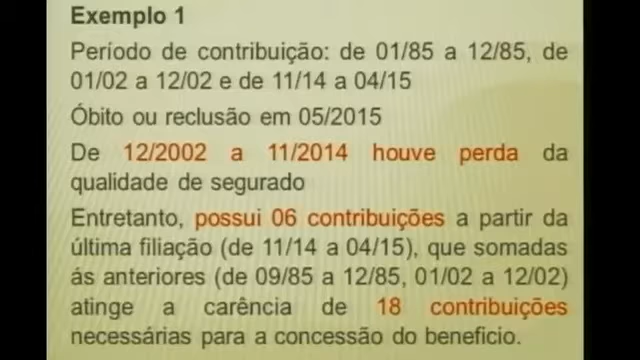 Exemplo 1
Período de contribuição: de 01/85 a 12/85, de
01/02 a 12/02 e de 11/14 a 04/15
Óbito ou reclusão em 05/2015
De 12/2002 a 11/2014 houve perda da
qualidade de segurado
Entretanto, possui 06 contribuições a partir da
última filiação (de 11/14 a 04/15), que somadas
ás anteriores (de 09/85 a 12/85, 01/02 a 12/02)
atinge a carência de 18 contribuições
necessárias para a concessão do beneficio.